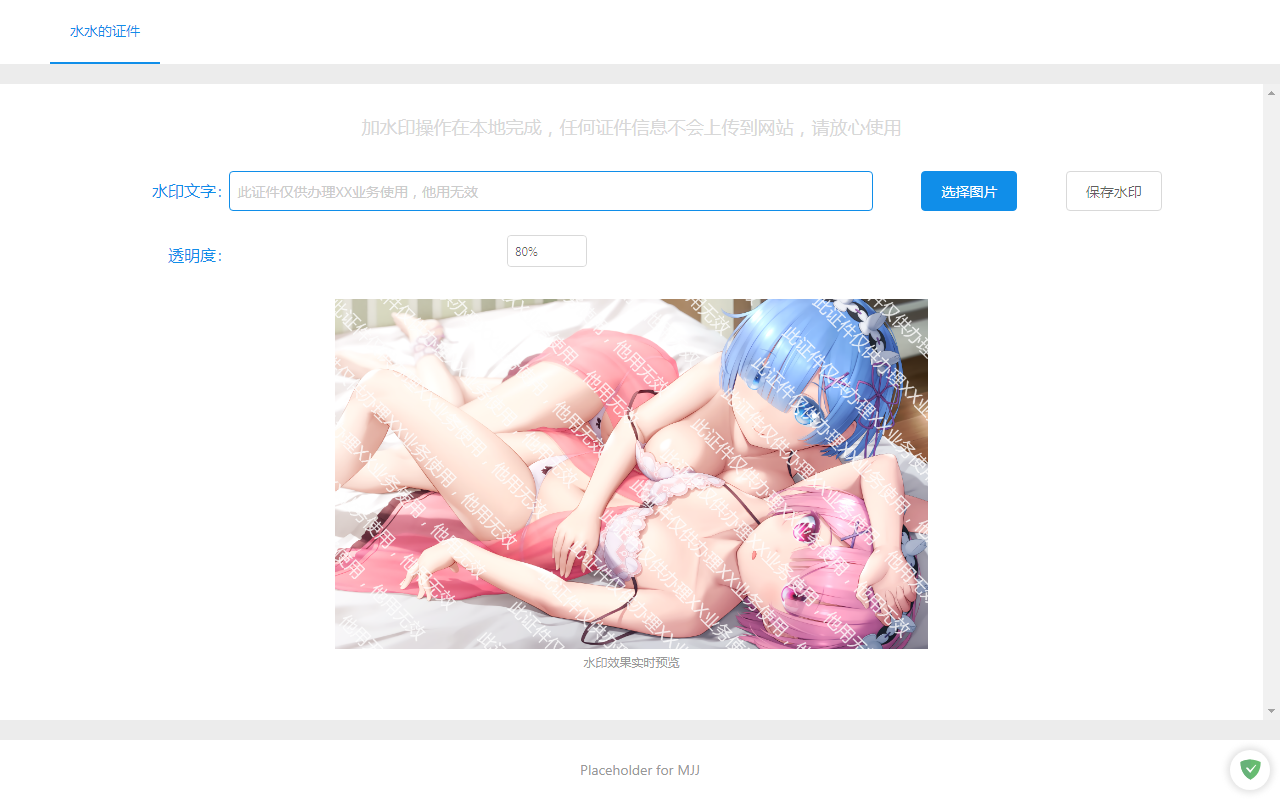 水水的证件
加水印操作在本地完成，任何证件信息不会上传到网站，请放心使用
水印文字：
此证件仅供办理XX业务使用，他用无效
选择图片
保存水印
透明度：
80%
此证件仅供办理XX业务使用，他用无效
水印效果实时预览
Placeholder for MJJ